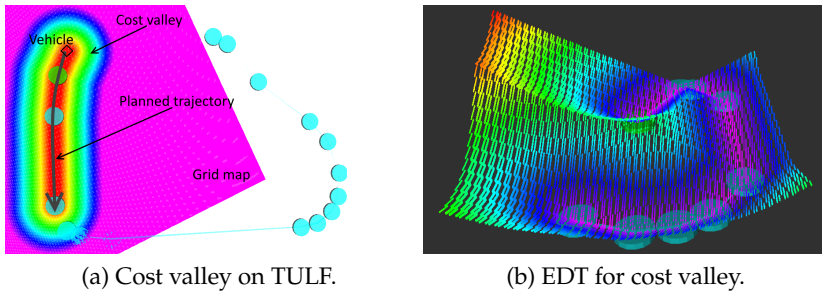 Vehicle
Cost valley
Planned trajectory
Grid map
(a) Cost valley on TULF.
(b) EDT for cost valley.